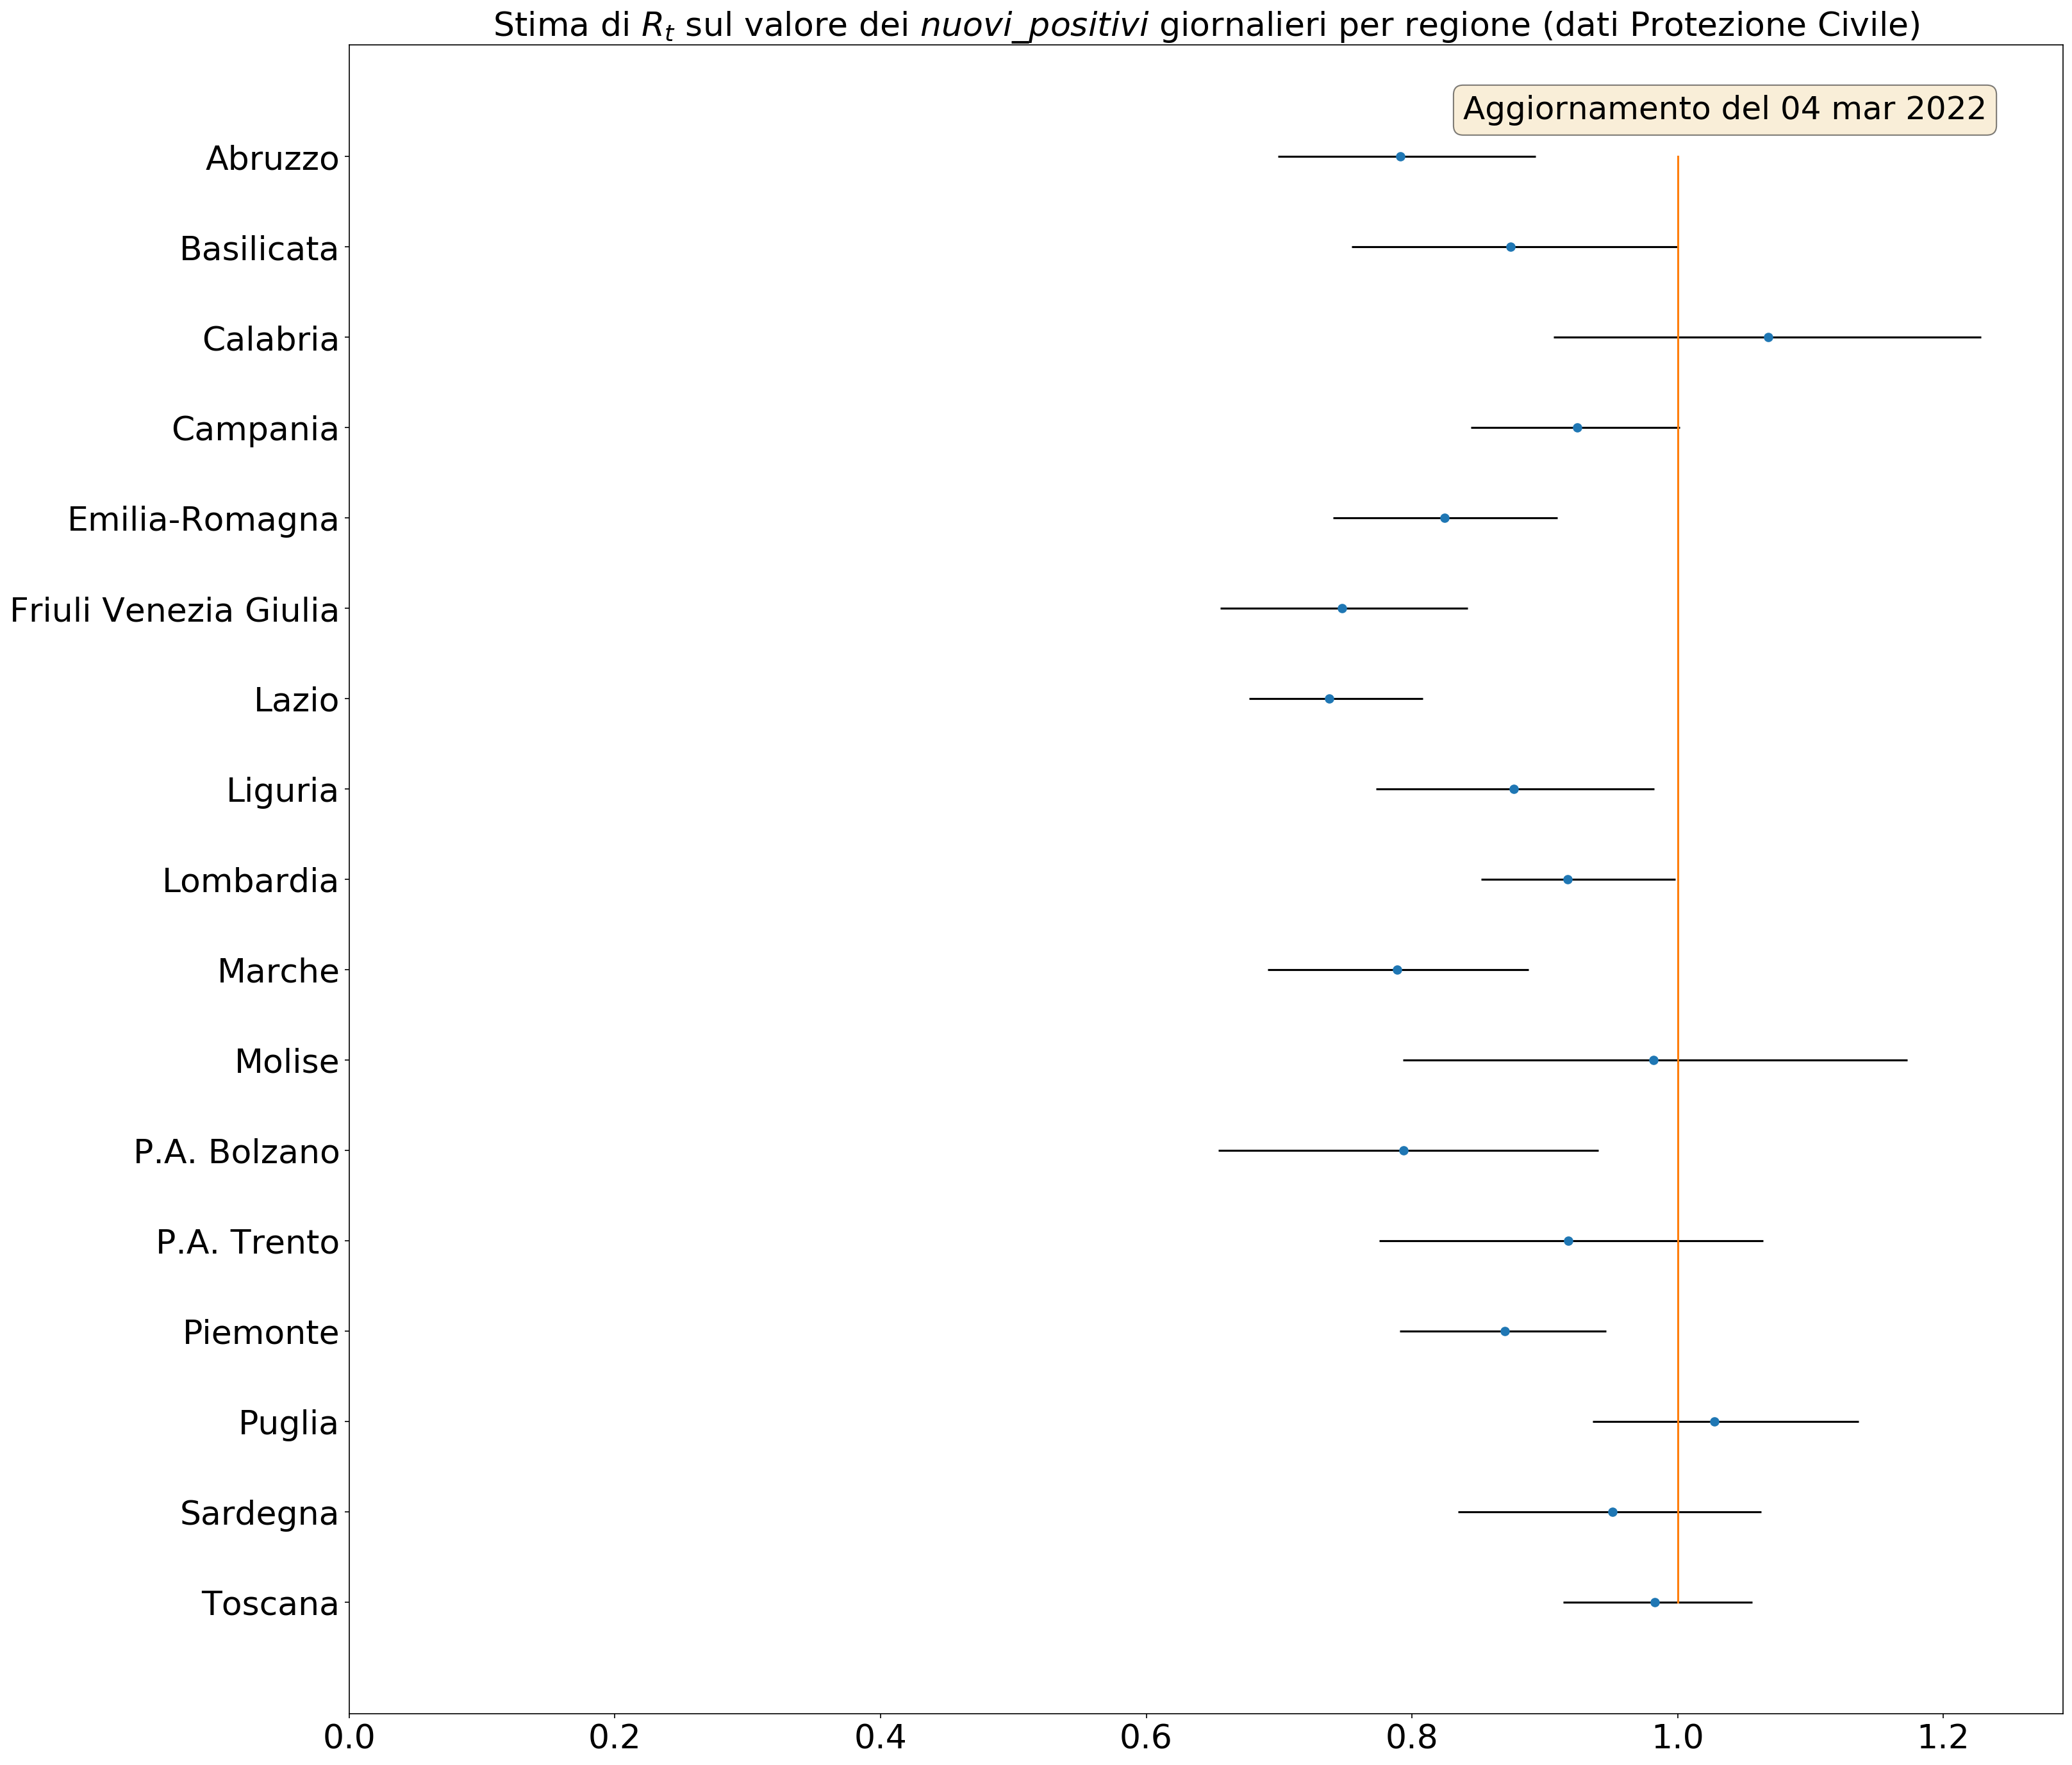 Stima di Rt sul valore dei nuovi_positivi giornalieri per regione (dati Protezione Civile)
Aggiornamento del 04 mar 2022
Abruzzo
Basilicata
Calabria
Campania
Emilia-Romagna
Friuli Venezia Giulia
Lazio
Liguria
Lombardia
Marche
Molise
P.A. Bolzano
P.A. Trento
Piemonte
Puglia
Sardegna
Toscana
0.0 0.2 0.4 0.6 0.8 1.0 1.2